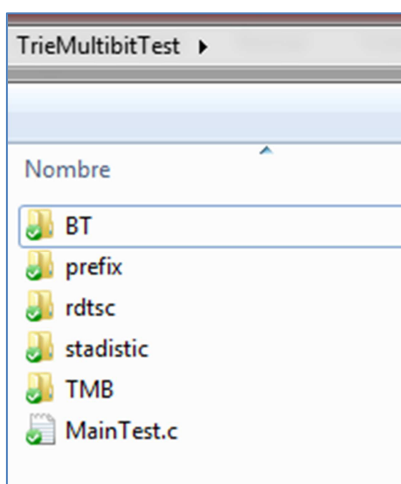 TrieMultibitTest
Nombre
BT
prefix
rdtsc
stadistic
TMB
MainTest.c